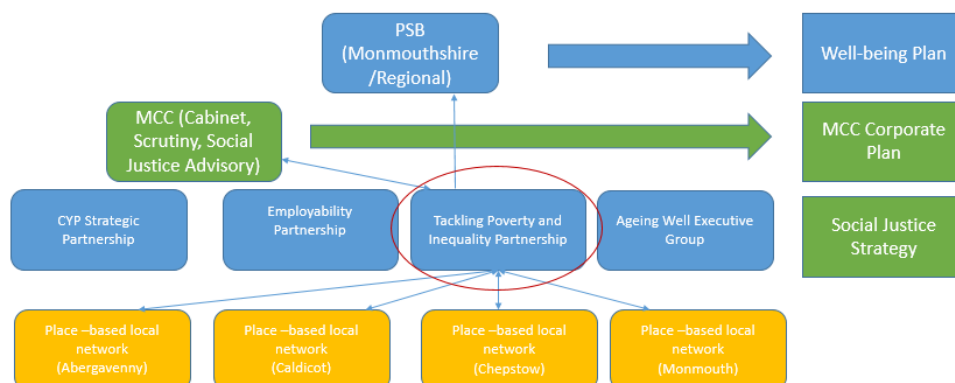 PSB
(Monmouthshire
/Regional)
Well-being Plan
MCC (Cabinet,
Scrutiny, Social
Justice Advisory)
MCC Corporate
Plan
CYP Strategic
Partnership
Employability
Partnership
Tackling Poverty and
Inequality Partnership
Ageing Well Executive
Group
Social Justice
Strategy
Place –based local
network
(Abergavenny)
Place –based local
network
(Caldicot)
Place –based local
network
(Chepstow)
Place –based local
network
(Monmouth)